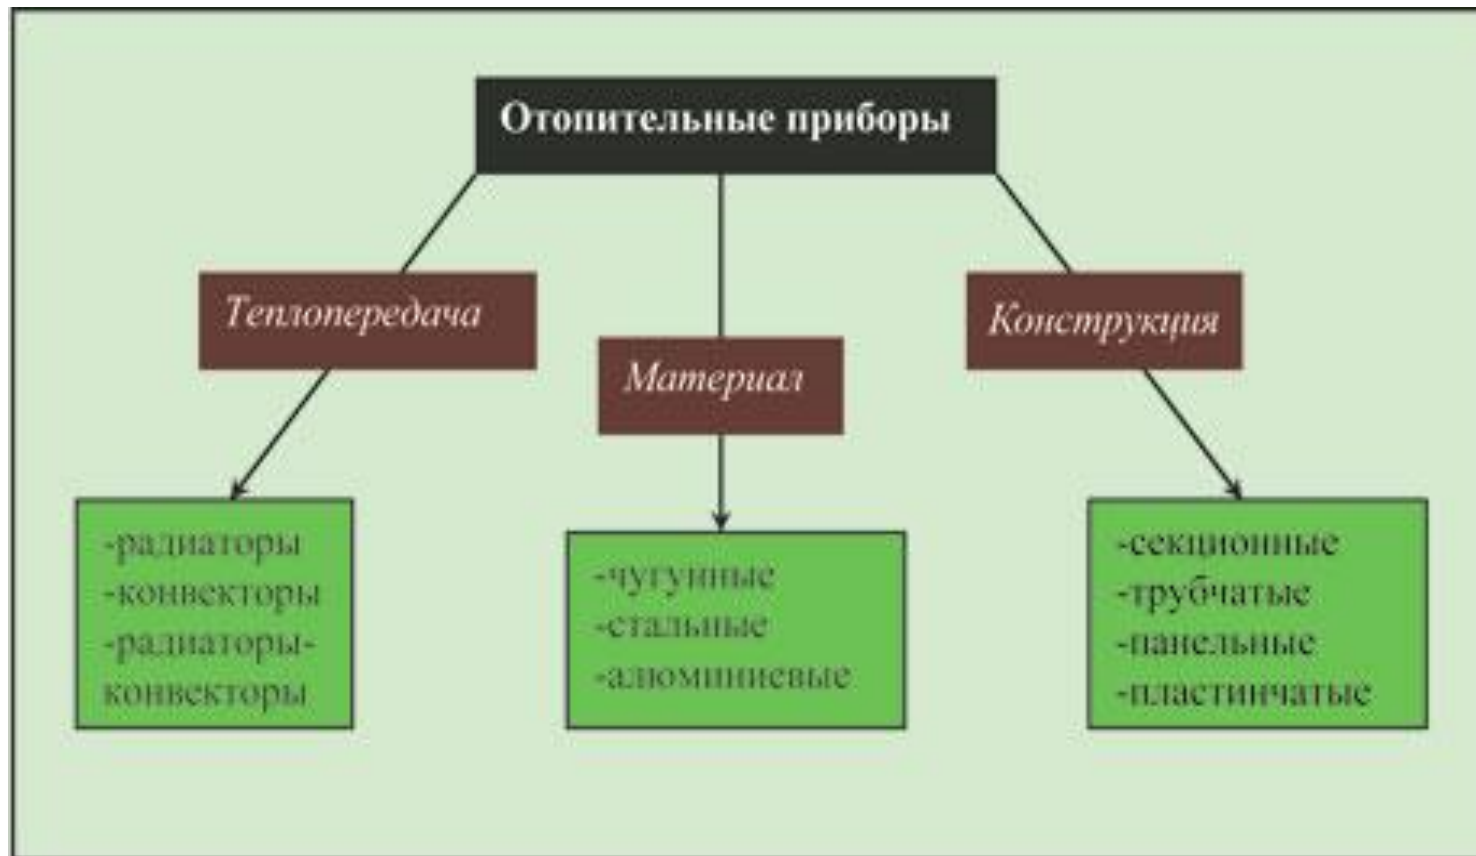 Отопительные приборы
Теплопередача
Материал
Конструкция
-радиаторы
-конвекторы
-радиаторы-
конвекторы
-чугунные
-стальные
-алюминиевые
-секционные
-трубчатые
-панельные
-пластинчатые